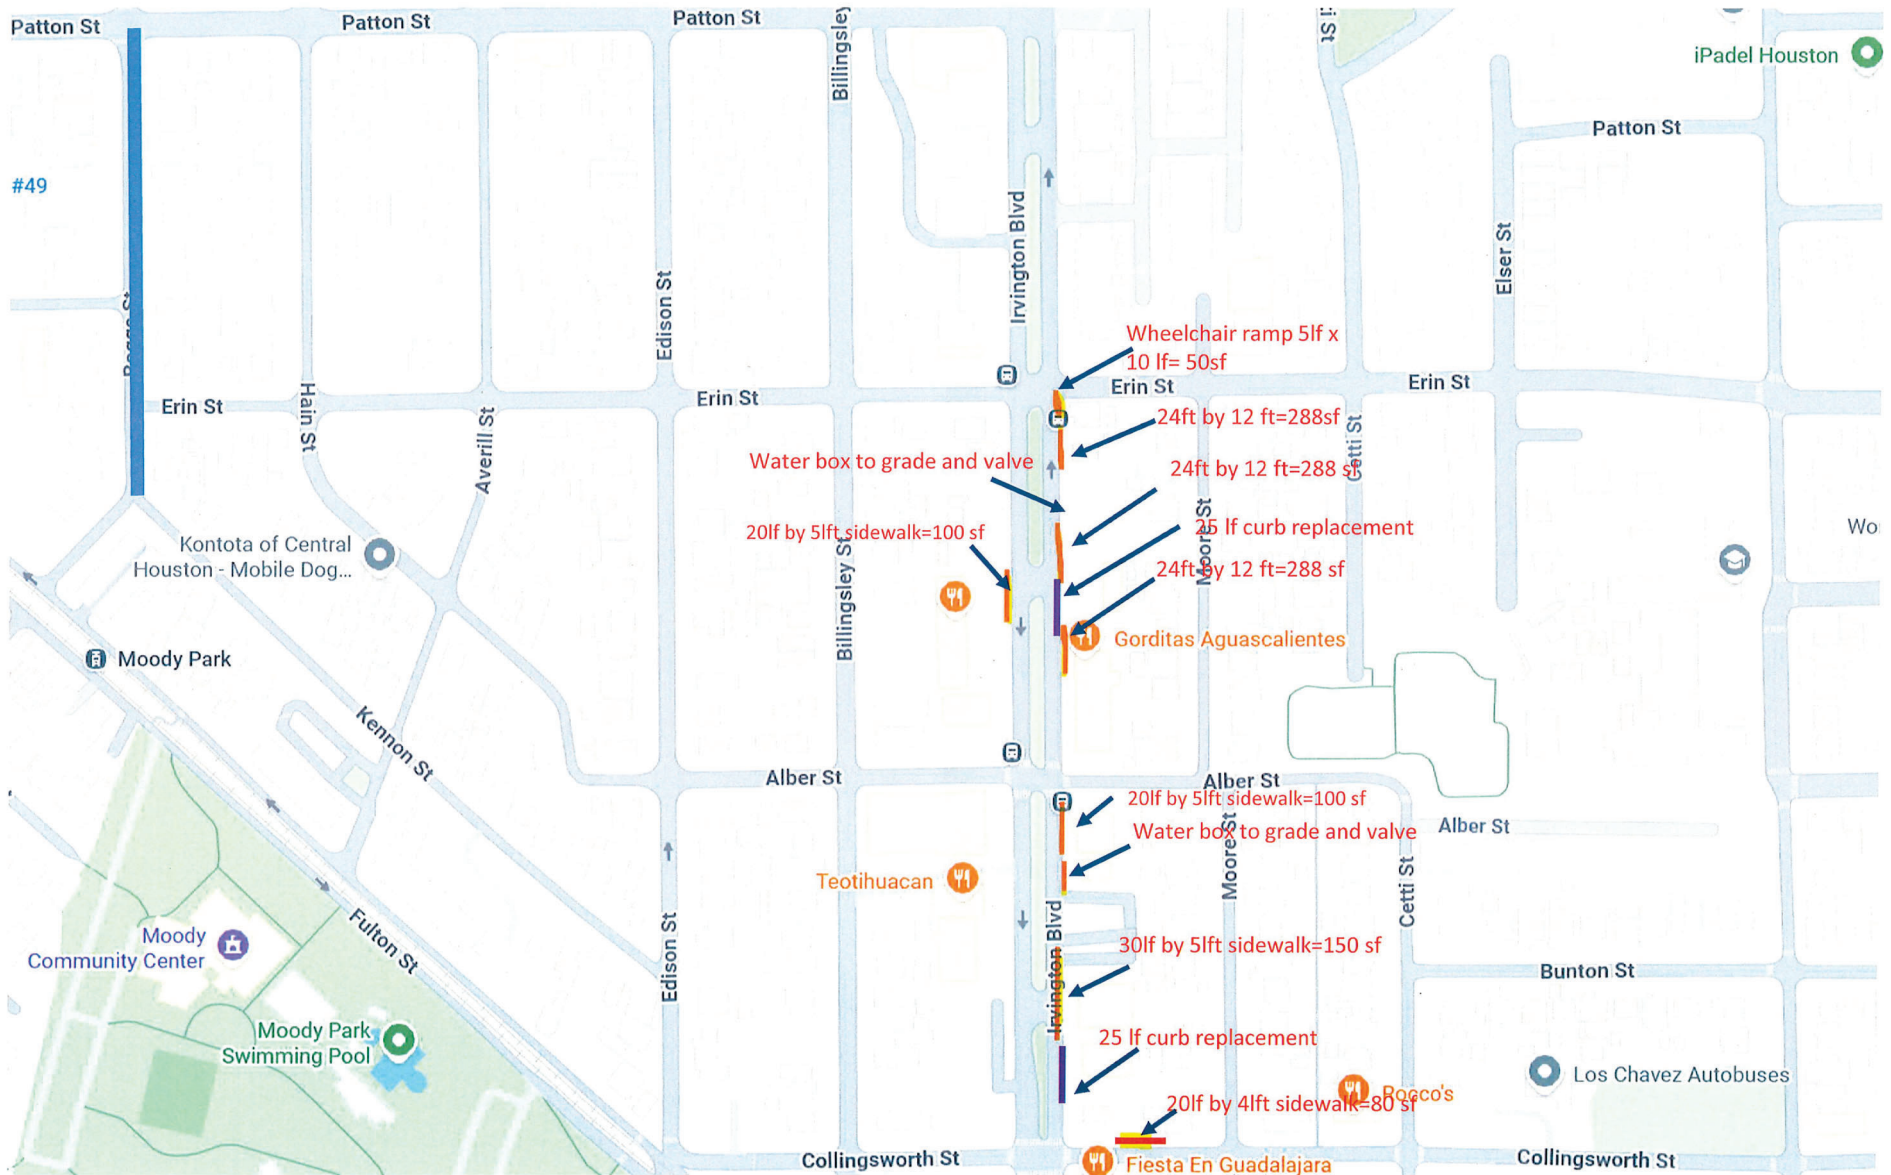 Patton St
Patton St
Patton St
Billingsley
iPadel Houston
Patton St
#49
Irvington Blvd
Elser St
Edison St
Wheelchair ramp 5lf x
10 lf= 50sf
Erin St
Erin St
Erin St
Erin St
Hain St
Averill St
24ft by 12 ft=288sf
Cetti St
Water box to grade and valve
24ft by 12 ft=288 sf
Moore St
25 lf curb replacement
20lf by 5lft sidewalk=100 sf
Billingsley St
24ft by 12 ft=288 sf
Kontota of Central
Houston - Mobile Dog...
Gorditas Aguascalientes
Moody Park
Kennon St
Alber St
Alber St
20lf by 5lft sidewalk=100 sf
Water box to grade and valve
Alber St
Moore St
Cetti St
Teotihuacan
Moody
Community Center
Fulton St
Edison St
Irvington Blvd
30lf by 5lft sidewalk=150 sf
Bunton St
Moody Park
Swimming Pool
25 lf curb replacement
Los Chavez Autobuses
Rocco's
20lf by 4lft sidewalk=80 sf
Collingsworth St
Fiesta En Guadalajara
Collingsworth St